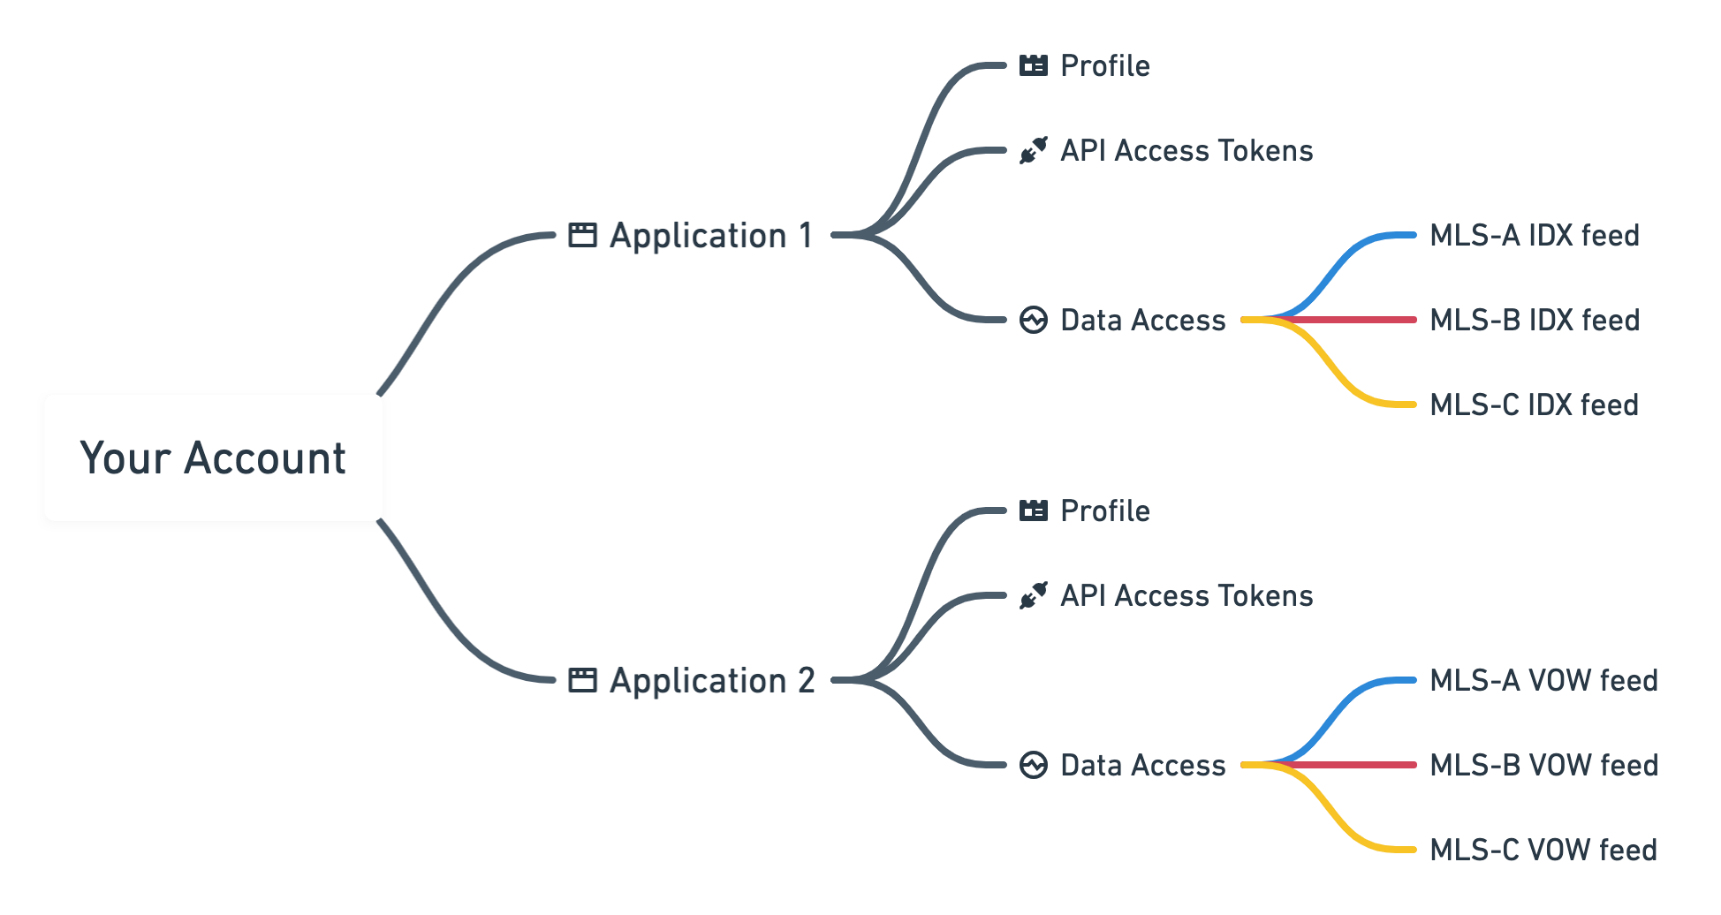 Your Account
Application 1
Profile
API Access Tokens
Data Access
MLS-A IDX feed
MLS-B IDX feed
MLS-C IDX feed
Application 2
Profile
API Access Tokens
Data Access
MLS-A VOW feed
MLS-B VOW feed
MLS-C VOW feed